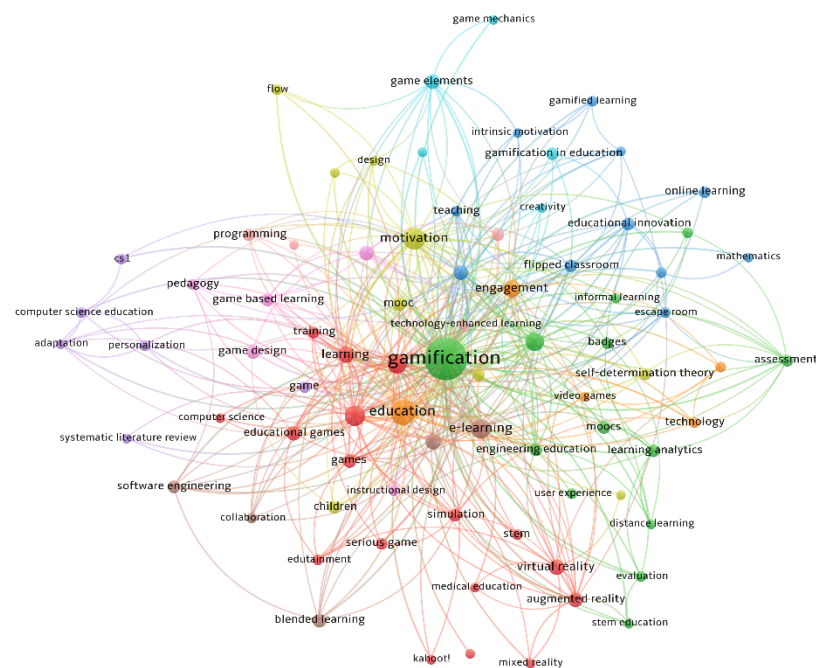 game mechanics
game elements
flow
gamified learning
intrinsic motivation
gamification in education
design
online learning
creativity
teaching
educational innovation
programming
motivation
cs1
flipped classroom
mathematics
pedagogy
engagement
game based learning
mooc
informal learning
computer science education
escape room
training
technology-enhanced learning
adaptation
personalization
badges
game design
learning
gamification
assessment
self-determination theory
game
video games
education
computer science
technology
e-learning
moocs
educational games
systematic literature review
engineering education
learning analytics
games
software engineering
instructional design
user experience
children
collaboration
simulation
distance learning
stem
serious game
edutainment
virtual reality
evaluation
medical education
augmented reality
blended learning
stem education
kahoot!
mixed reality